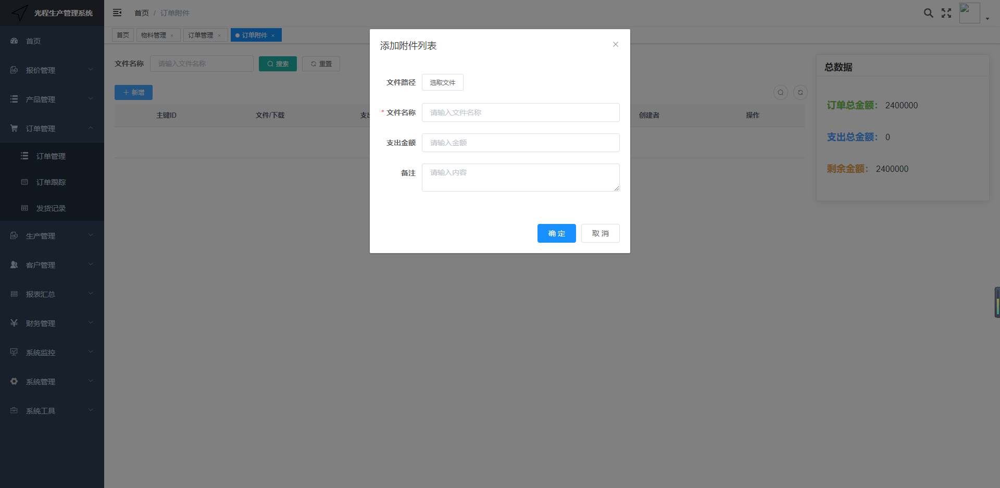 光程生产管理系统
首页 / 订单附件
首页
物料管理 ×
订单管理 ×
订单附件 ×
首页
报价管理
产品管理
订单管理
订单管理
订单跟踪
发货记录
生产管理
客户管理
报表汇总
财务管理
系统监控
系统管理
系统工具
文件名称 请输入文件名称 搜索 重置
新增
主键ID 文件/下载 支出 创建者 操作
添加附件列表
文件路径 选取文件
* 文件名称 请输入文件名称
支出金额 请输入金额
备注 请输入内容
确 定 取 消
总数据
订单总金额： 2400000
支出总金额： 0
剩余金额： 2400000